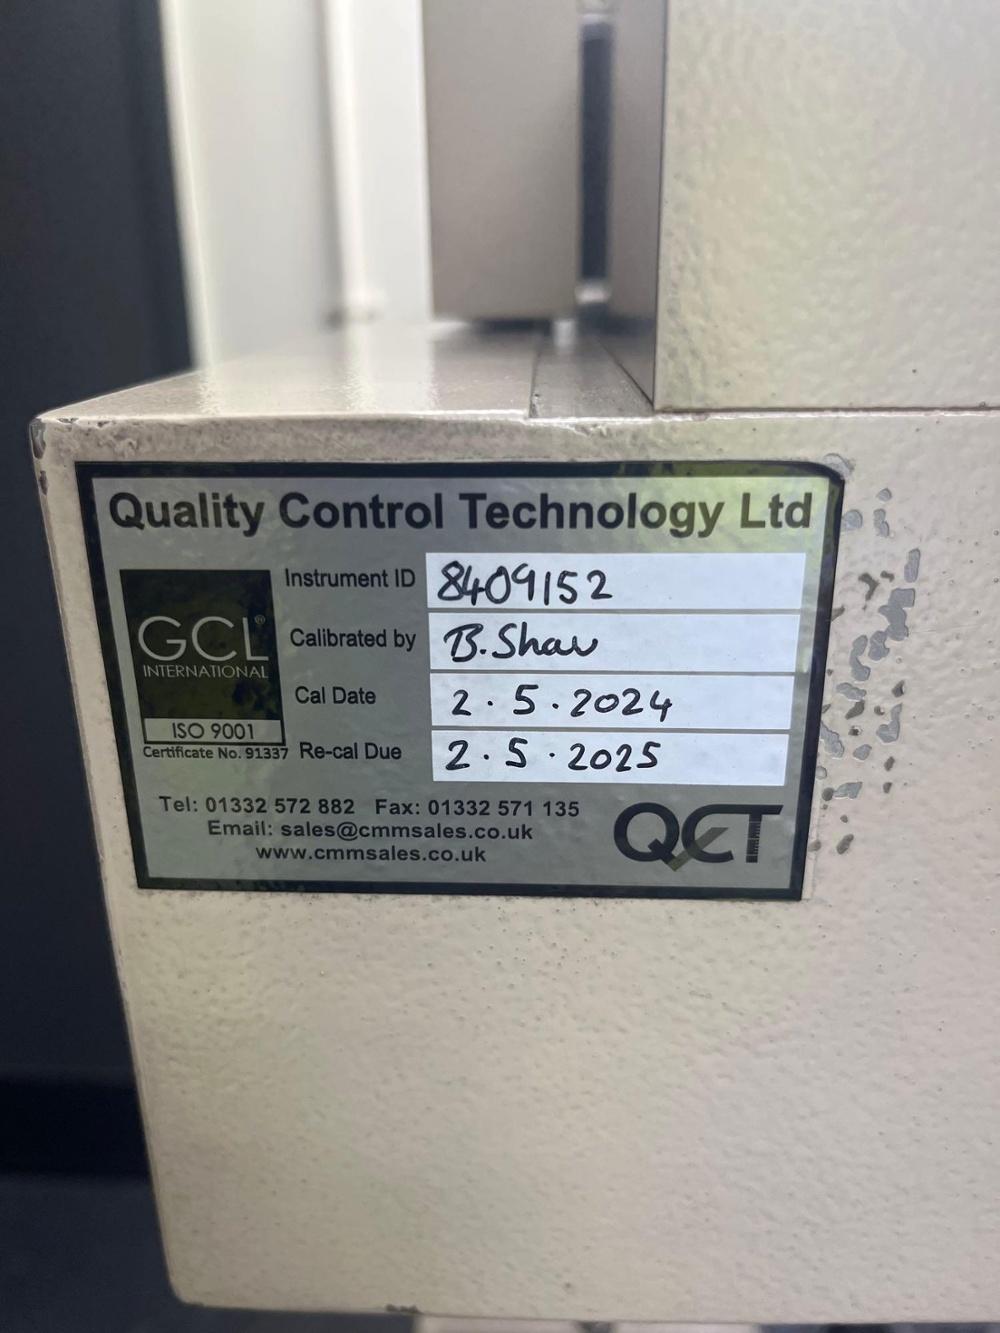 Quality Control Technology Ltd
GCL®
INTERNATIONAL
ISO 9001
Certificate No. 91337
Instrument ID 8409152
Calibrated by B. Shaw
Cal Date 2 . 5 . 2024
Re-cal Due 2 . 5 . 2025
Tel: 01332 572 882 Fax: 01332 571 135
Email: sales@cmmsales.co.uk
www.cmmsales.co.uk
QCT